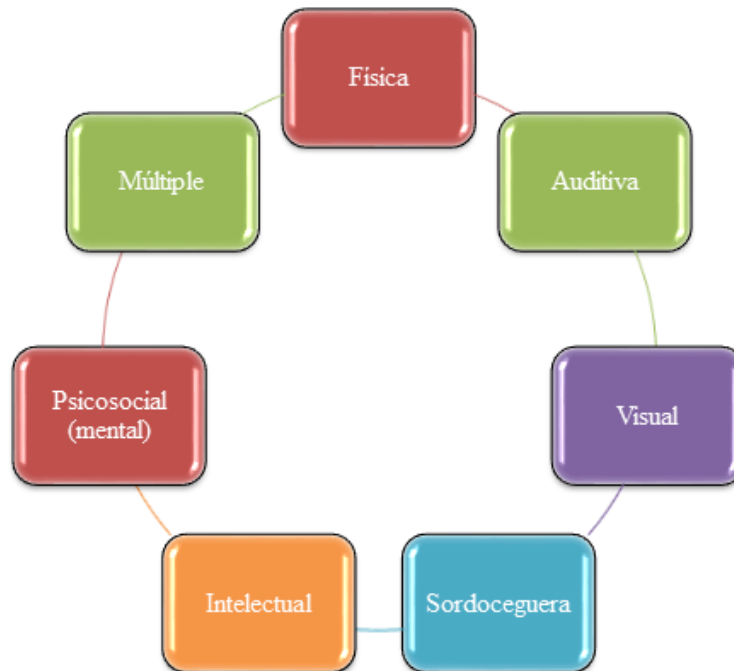 Física
Auditiva
Visual
Sordoceguera
Intelectual
Psicosocial
(mental)
Múltiple